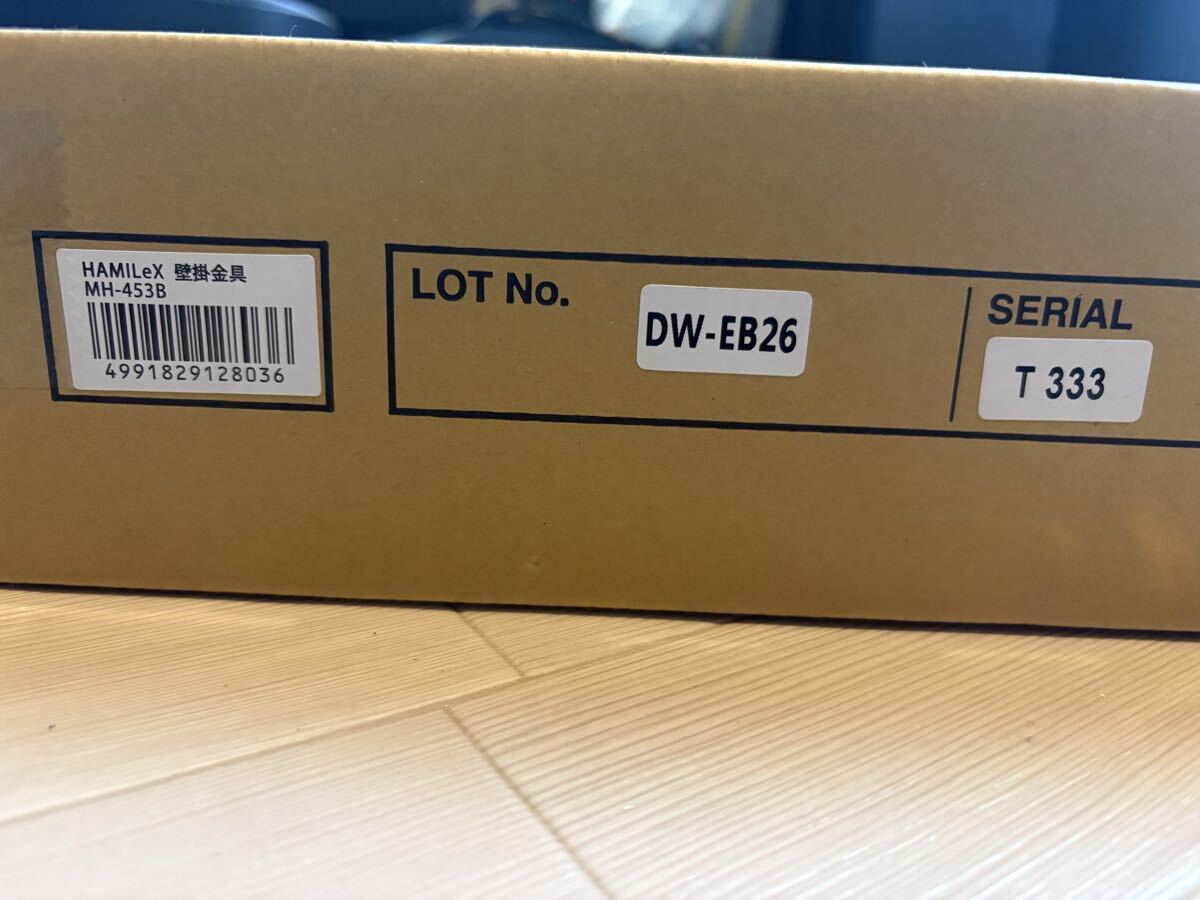 HAMILeX 壁掛金具
MH-453B
4991829128036
LOT No.
DW-EB26
SERIAL
T 333